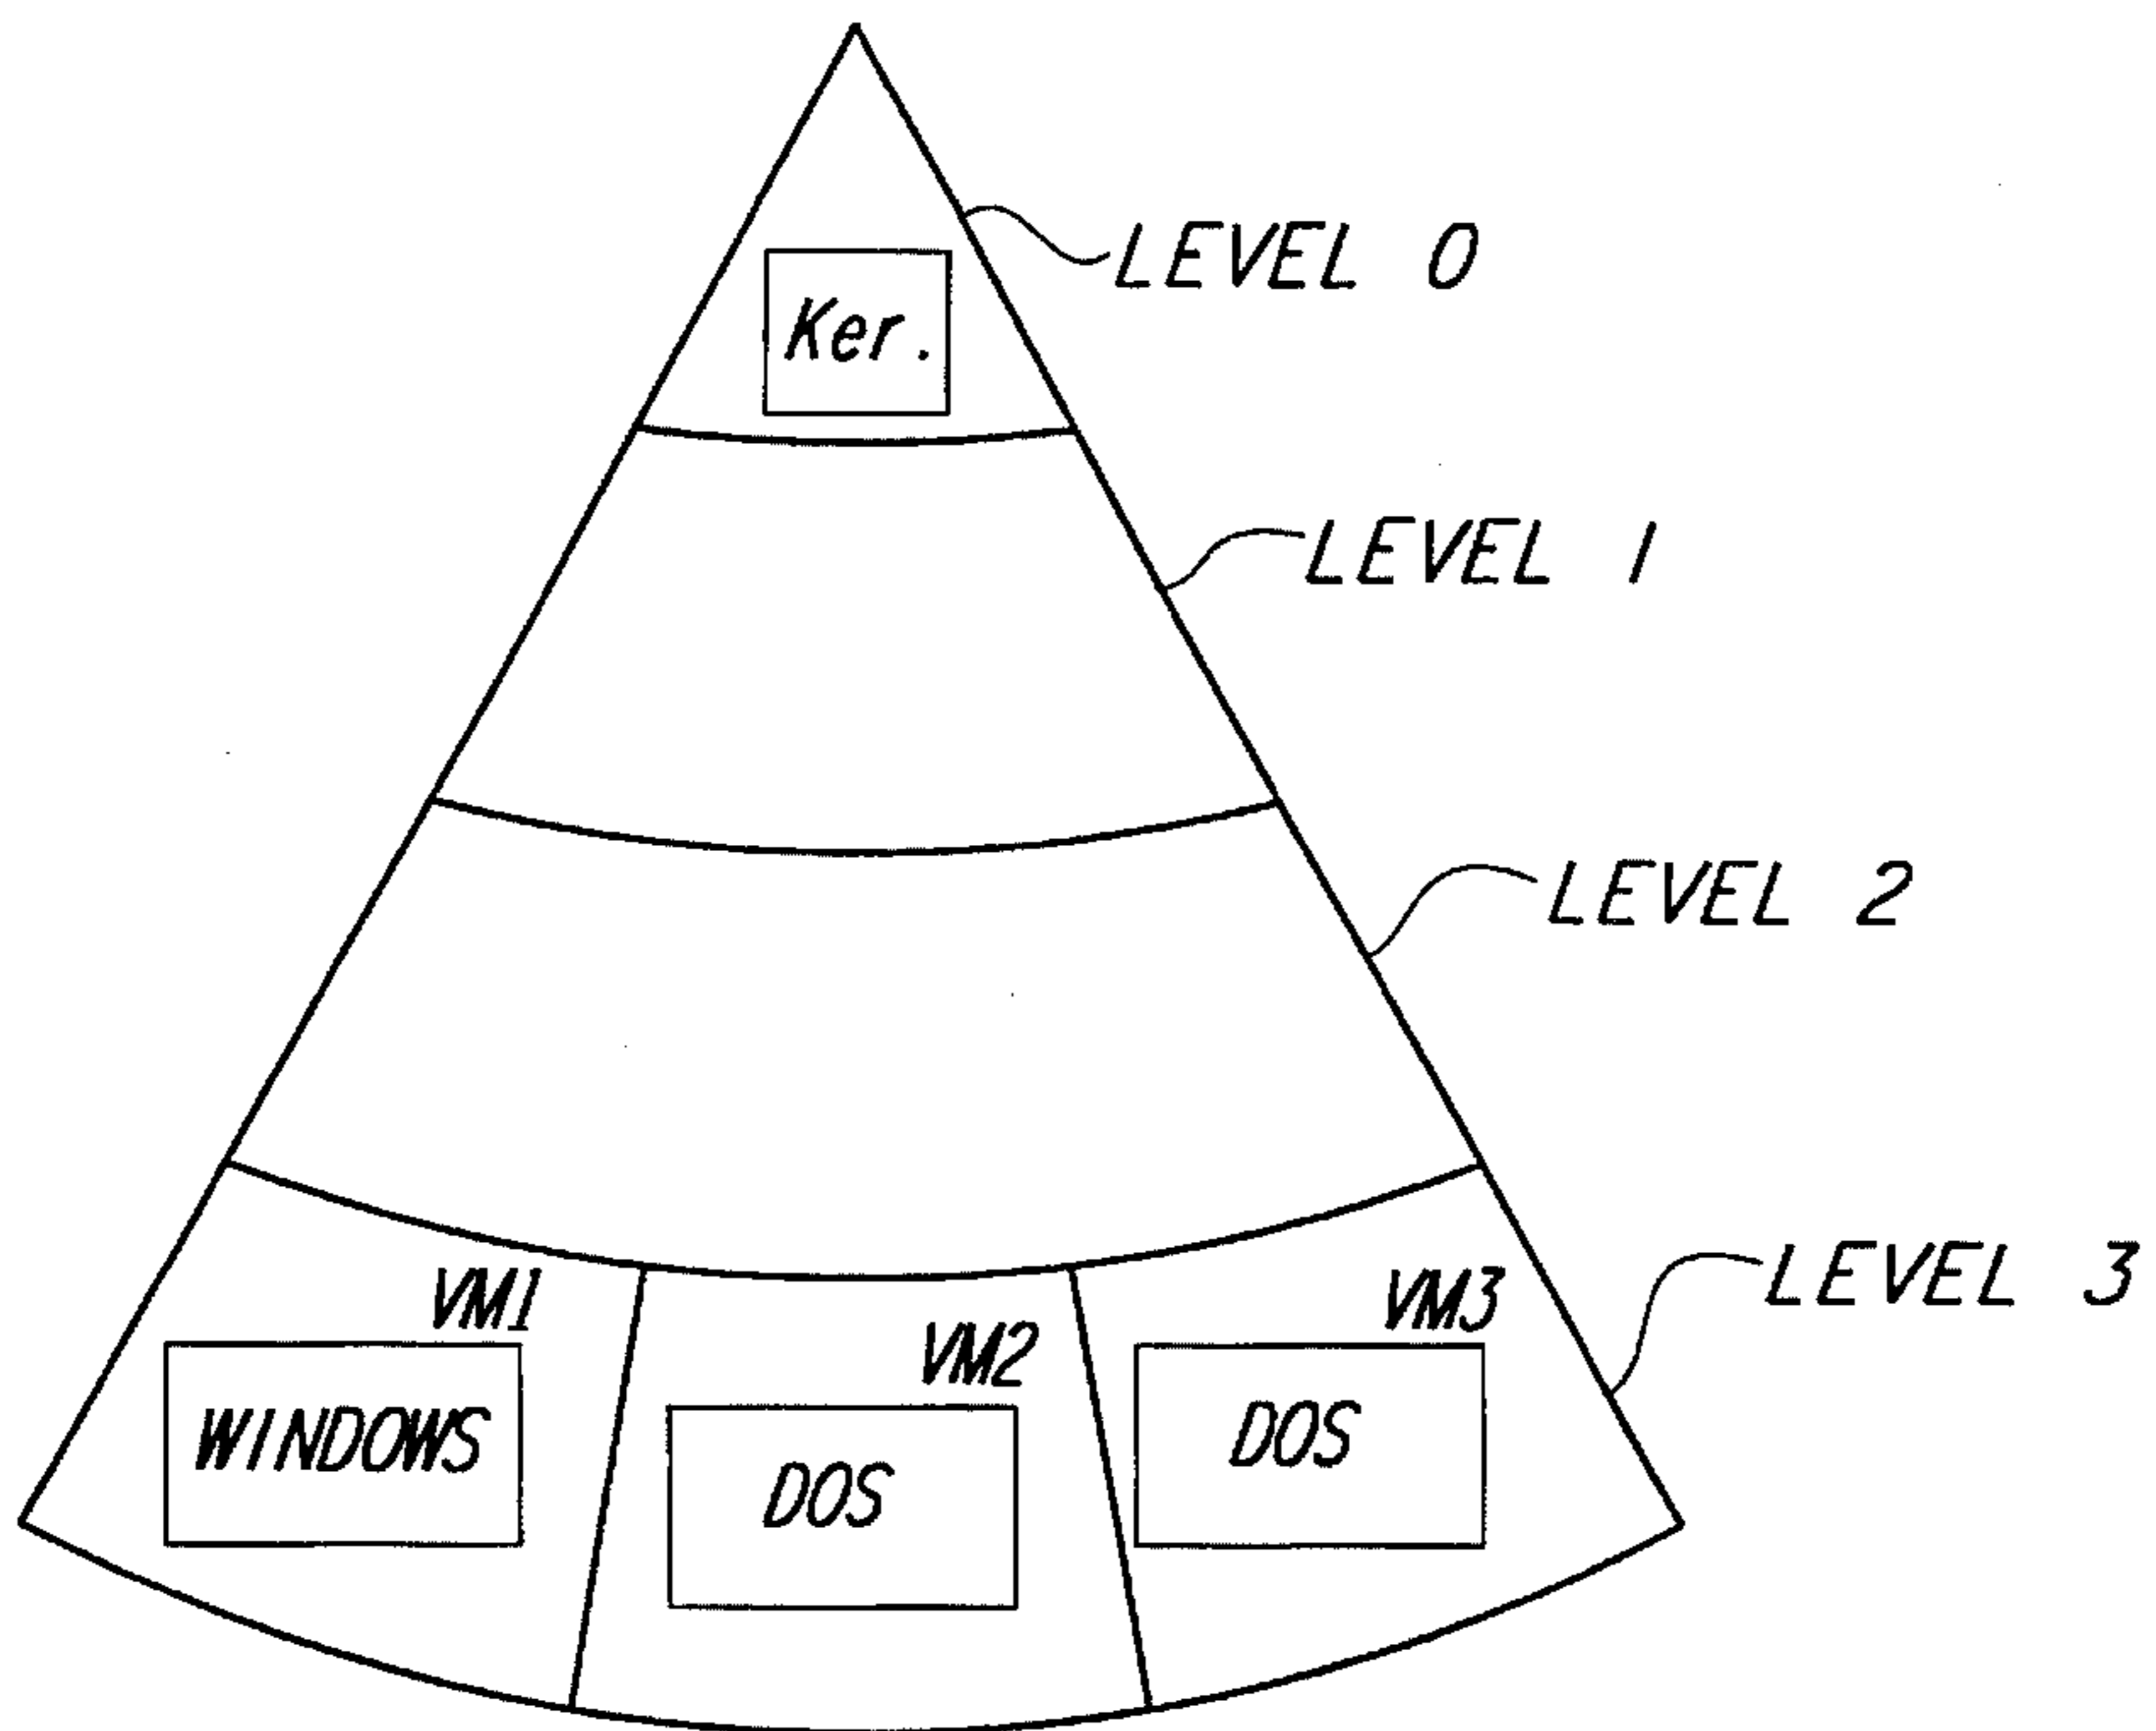 LEVEL 0
Ker.
LEVEL 1
LEVEL 2
LEVEL 3
VM1
VM2
VM3
WINDOWS
DOS
DOS